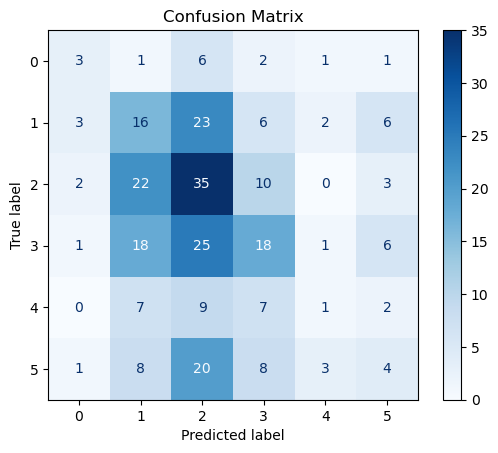 Confusion Matrix
True label
0 3 1 6 2 1 1
1 3 16 23 6 2 6
2 2 22 35 10 0 3
3 1 18 25 18 1 6
4 0 7 9 7 1 2
5 1 8 20 8 3 4
0 1 2 3 4 5
Predicted label
35
30
25
20
15
10
5
0